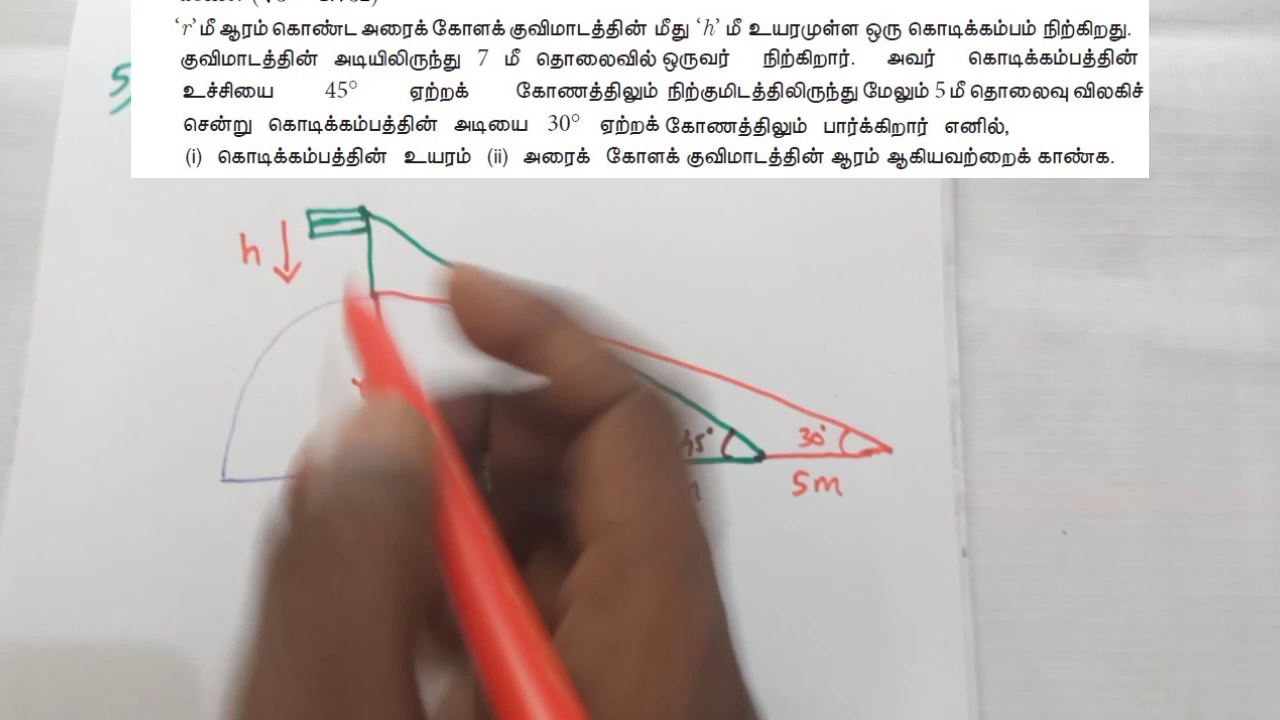 'r' மீ ஆரம் கொண்ட அரைக் கோளக் குவிமாடத்தின் மீது 'h' மீ உயரமுள்ள ஒரு கொடிக்கம்பம் நிற்கிறது.
குவிமாடத்தின் அடியிலிருந்து 7 மீ தொலைவில் ஒருவர் நிற்கிறார். அவர் கொடிக்கம்பத்தின்
உச்சியை 45° ஏற்றக் கோணத்திலும் நிற்குமிடத்திலிருந்து மேலும் 5 மீ தொலைவு விலகிச்
சென்று கொடிக்கம்பத்தின் அடியை 30° ஏற்றக் கோணத்திலும் பார்க்கிறார் எனில்,
(i) கொடிக்கம்பத்தின் உயரம் (ii) அரைக் கோளக் குவிமாடத்தின் ஆரம் ஆகியவற்றைக் காண்க.
5)
h
30°
5m